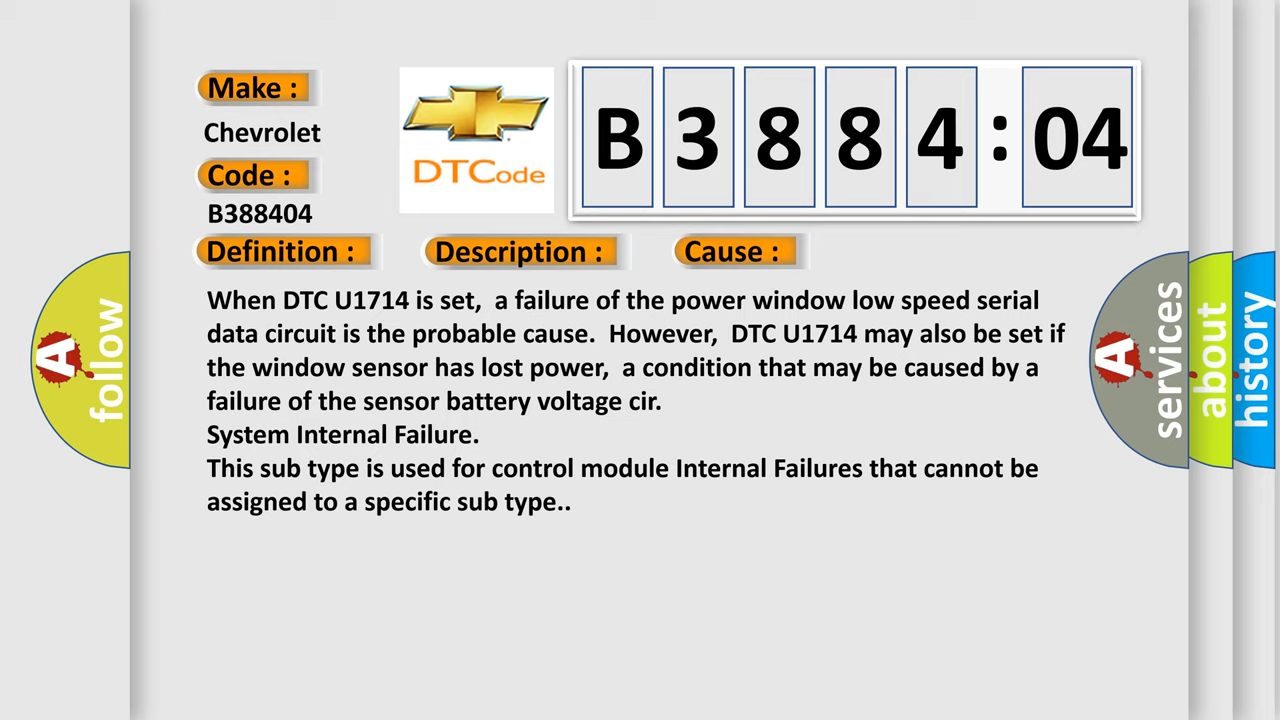 Make :
Chevrolet
Code :
B388404
DTCode
B3884:04
Definition :
Description :
Cause :
When DTC U1714 is set,  a failure of the power window low speed serial
data circuit is the probable cause  However,  DTC U1714 may also be set if
the window sensor has lost power,  a condition that may be caused by a
failure of the sensor battery voltage cir.
System Internal Failure.
This sub type is used for control module Internal Failures that cannot be
assigned to a specific sub type..
A
follow
A
services
about
history